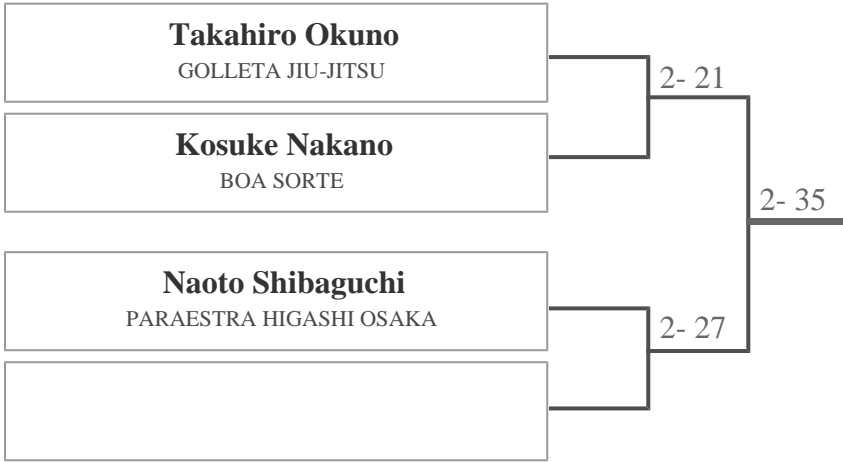 Takahiro Okuno
GOLLETA JIU-JITSU
2- 21
Kosuke Nakano
BOA SORTE
2- 35
Naoto Shibaguchi
PARAESTRA HIGASHI OSAKA
2- 27